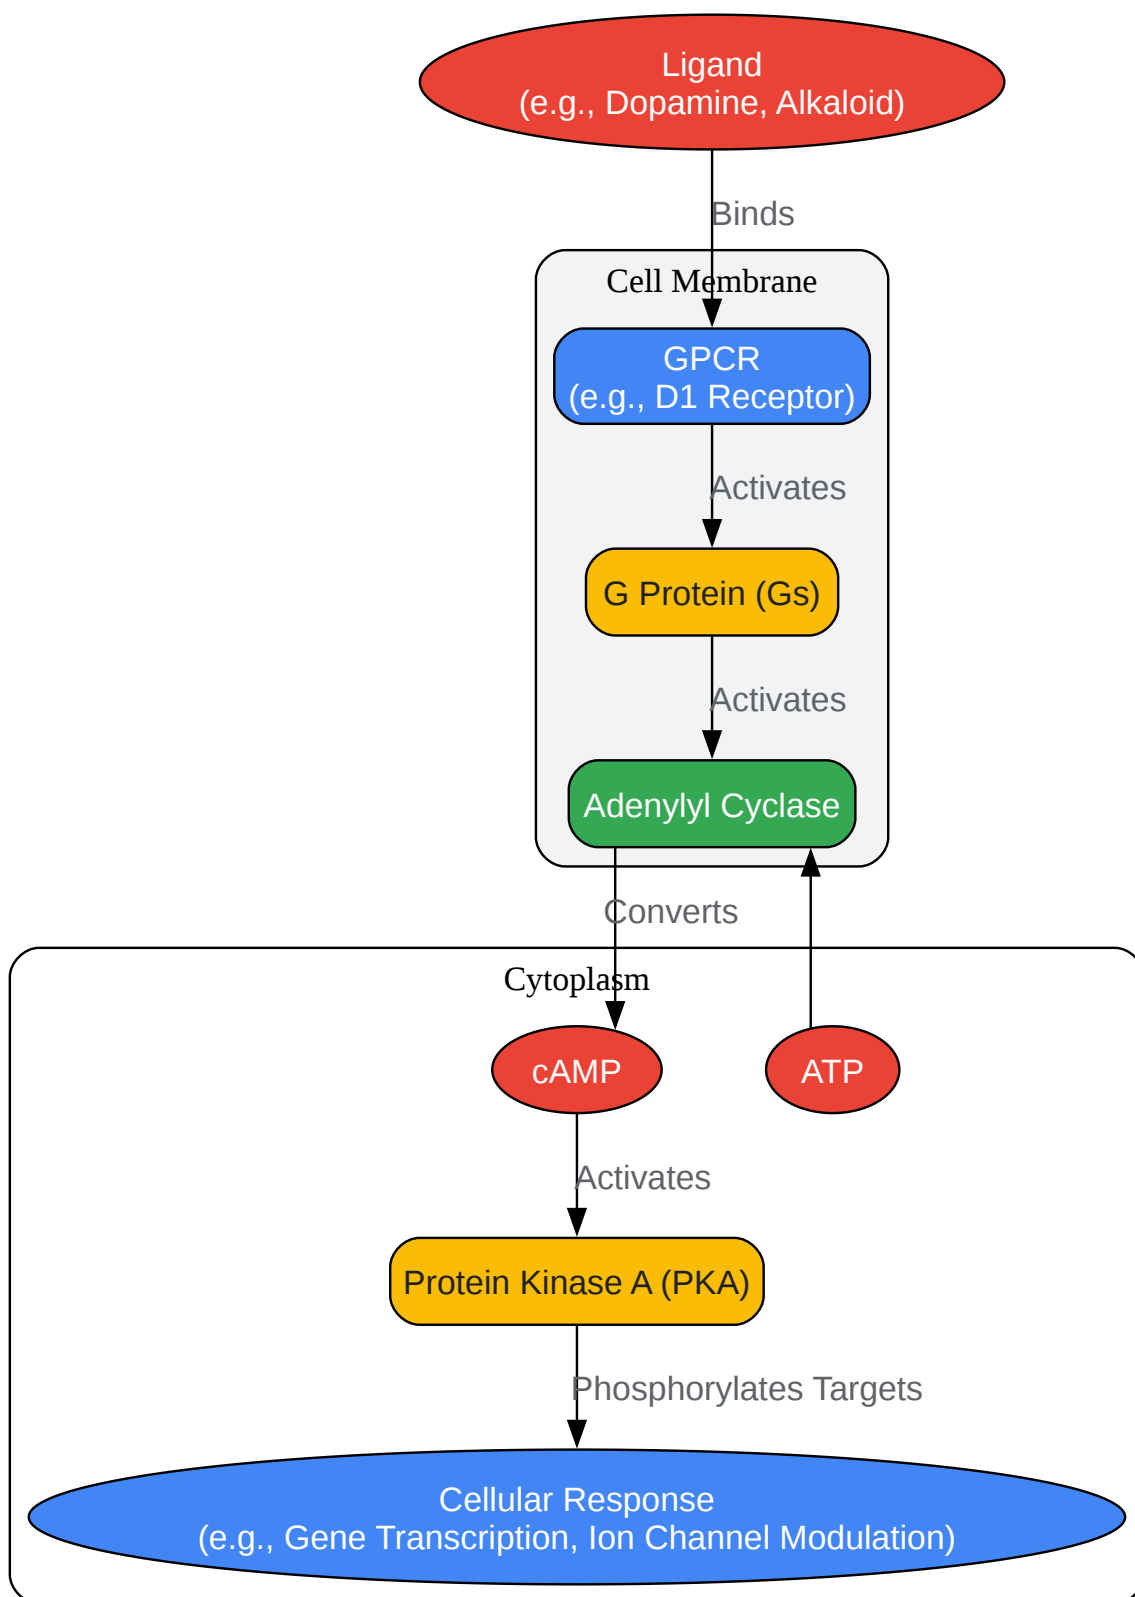 Ligand
(e.g., Dopamine, Alkaloid)
Binds
Cell Membrane
GPCR
(e.g., D1 Receptor)
Activates
G Protein (Gs)
Activates
Adenylyl Cyclase
Converts
Cytoplasm
cAMP
ATP
Activates
Protein Kinase A (PKA)
Phosphorylates Targets
Cellular Response
(e.g., Gene Transcription, Ion Channel Modulation)